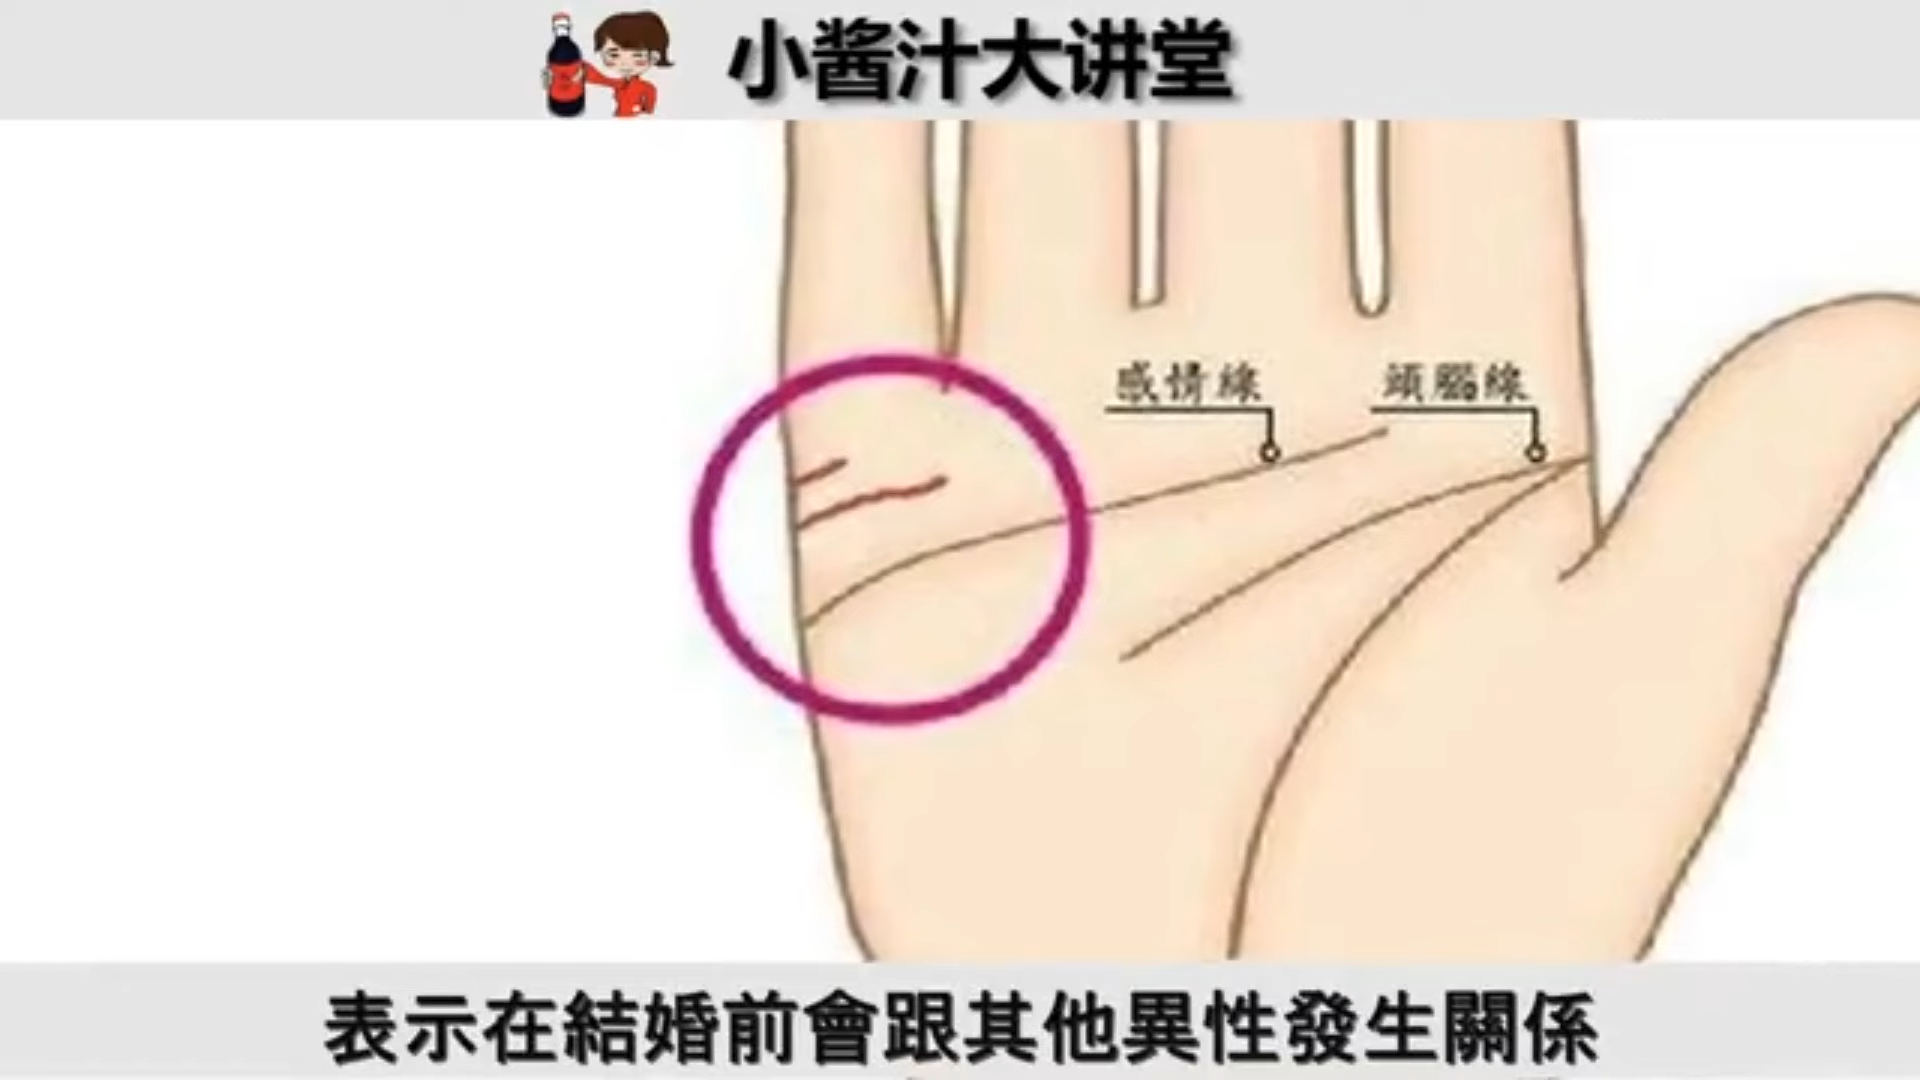 小酱汁大讲堂
感情線
頭腦線
表示在結婚前會跟其他異性發生關係